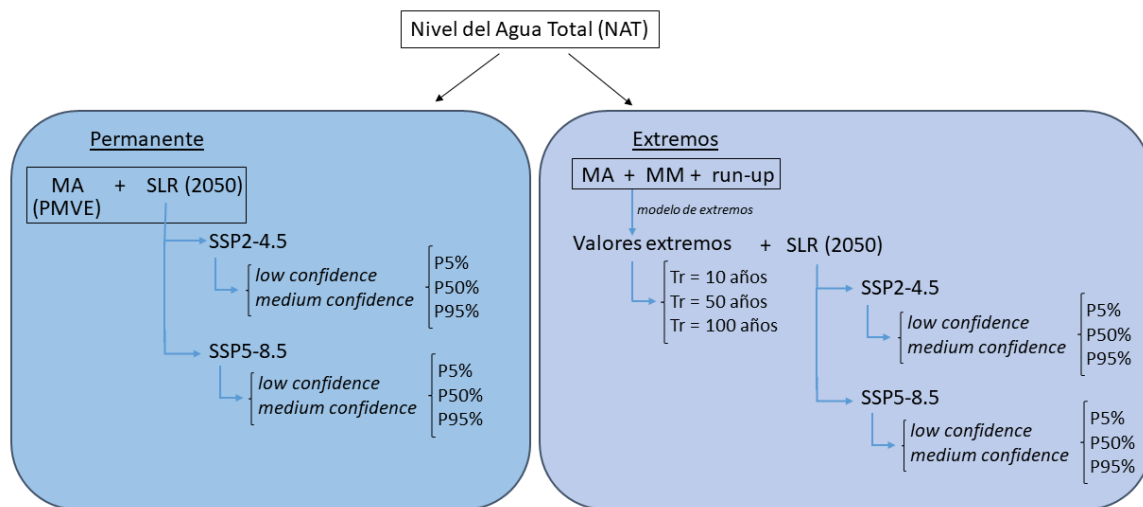 Nivel del Agua Total (NAT)
Permanente
MA + SLR (2050)
(PMVE)
SSP2-4.5
low confidence
medium confidence
P5%
P50%
P95%
SSP5-8.5
low confidence
medium confidence
P5%
P50%
P95%
Extremos
MA + MM + run-up
modelo de extremos
Valores extremos + SLR (2050)
Tr = 10 años
Tr = 50 años
Tr = 100 años
SSP2-4.5
low confidence
medium confidence
P5%
P50%
P95%
SSP5-8.5
low confidence
medium confidence
P5%
P50%
P95%